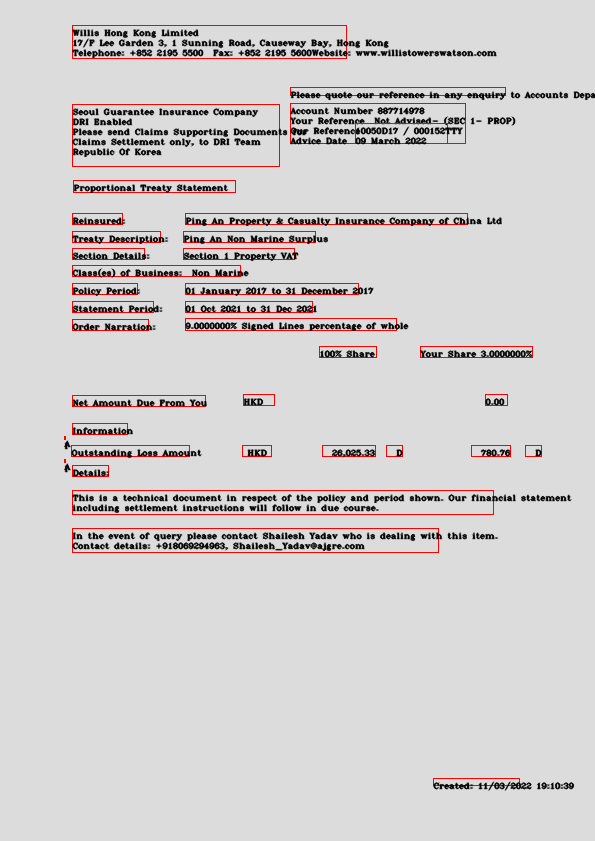 Willis Hong Kong Limited
17/F Lee Garden 3, 1 Sunning Road, Causeway Bay, Hong Kong
Telephone: +852 2195 5500 Fax: +852 2195 5600Website: www.willistowerswatson.com
Please quote our reference in any enquiry to Accounts Depa
Seoul Guarantee Insurance Company
DRI Enabled
Please send Claims Supporting Documents for
Claims Settlement only, to DRI Team
Republic Of Korea
Account Number 887714978
Your Reference Not Advised- (SEC 1- PROP)
Our Reference 10050D17 / 000152TTY
Advice Date 09 March 2022
Proportional Treaty Statement
Reinsured: Ping An Property & Casualty Insurance Company of China Ltd
Treaty Description: Ping An Non Marine Surplus
Section Details: Section 1 Property VAT
Class(es) of Business: Non Marine
Policy Period: 01 January 2017 to 31 December 2017
Statement Period: 01 Oct 2021 to 31 Dec 2021
Order Narration: 9.0000000% Signed Lines percentage of whole
100% Share Your Share 3.0000000%
Net Amount Due From You HKD 0.00
Information
Outstanding Loss Amount HKD 26,025.33 D 780.76 D
Details:
This is a technical document in respect of the policy and period shown. Our financial statement
including settlement instructions will follow in due course.
In the event of query please contact Shailesh Yadav who is dealing with this item.
Contact details: +918069294963, Shailesh_Yadav@ajgre.com
Created: 11/03/2022 19:10:39